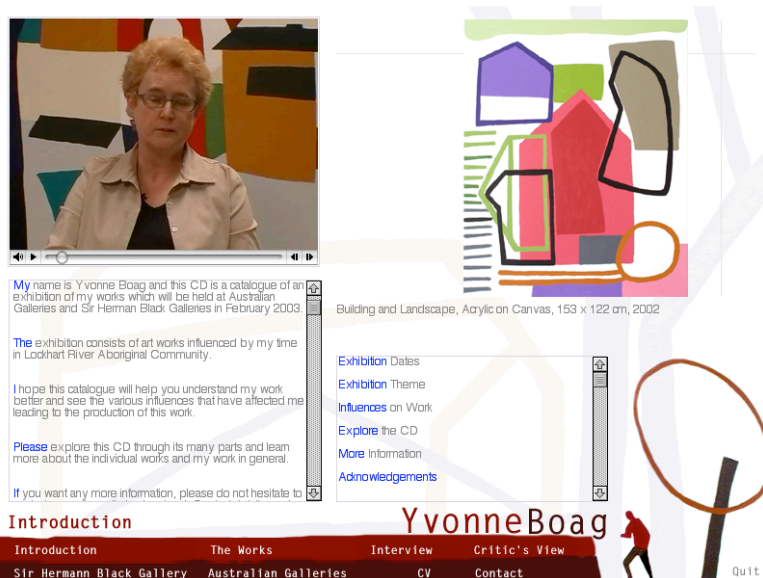 My name is Yvonne Boag and this CD is a catalogue of an
exhibition of my works which will be held at Australian
Galleries and Sir Herman Black Galleries in February 2003.
The exhibition consists of art works influenced by my time
in Lockhart River Aboriginal Community.
I hope this catalogue will help you understand my work
better and see the various influences that have affected me
leading to the production of this work.
Please explore this CD through its many parts and learn
more about the individual works and my work in general.
If you want any more information, please do not hesitate to
Building and Landscape, Acrylic on Canvas, 153 x 122 cm, 2002
Exhibition Dates
Exhibition Theme
Influences on Work
Explore the CD
More Information
Acknowledgements
Introduction
YvonneBoag
Introduction The Works Interview Critic's View
Sir Hermann Black Gallery Australian Galleries CV Contact
Quit